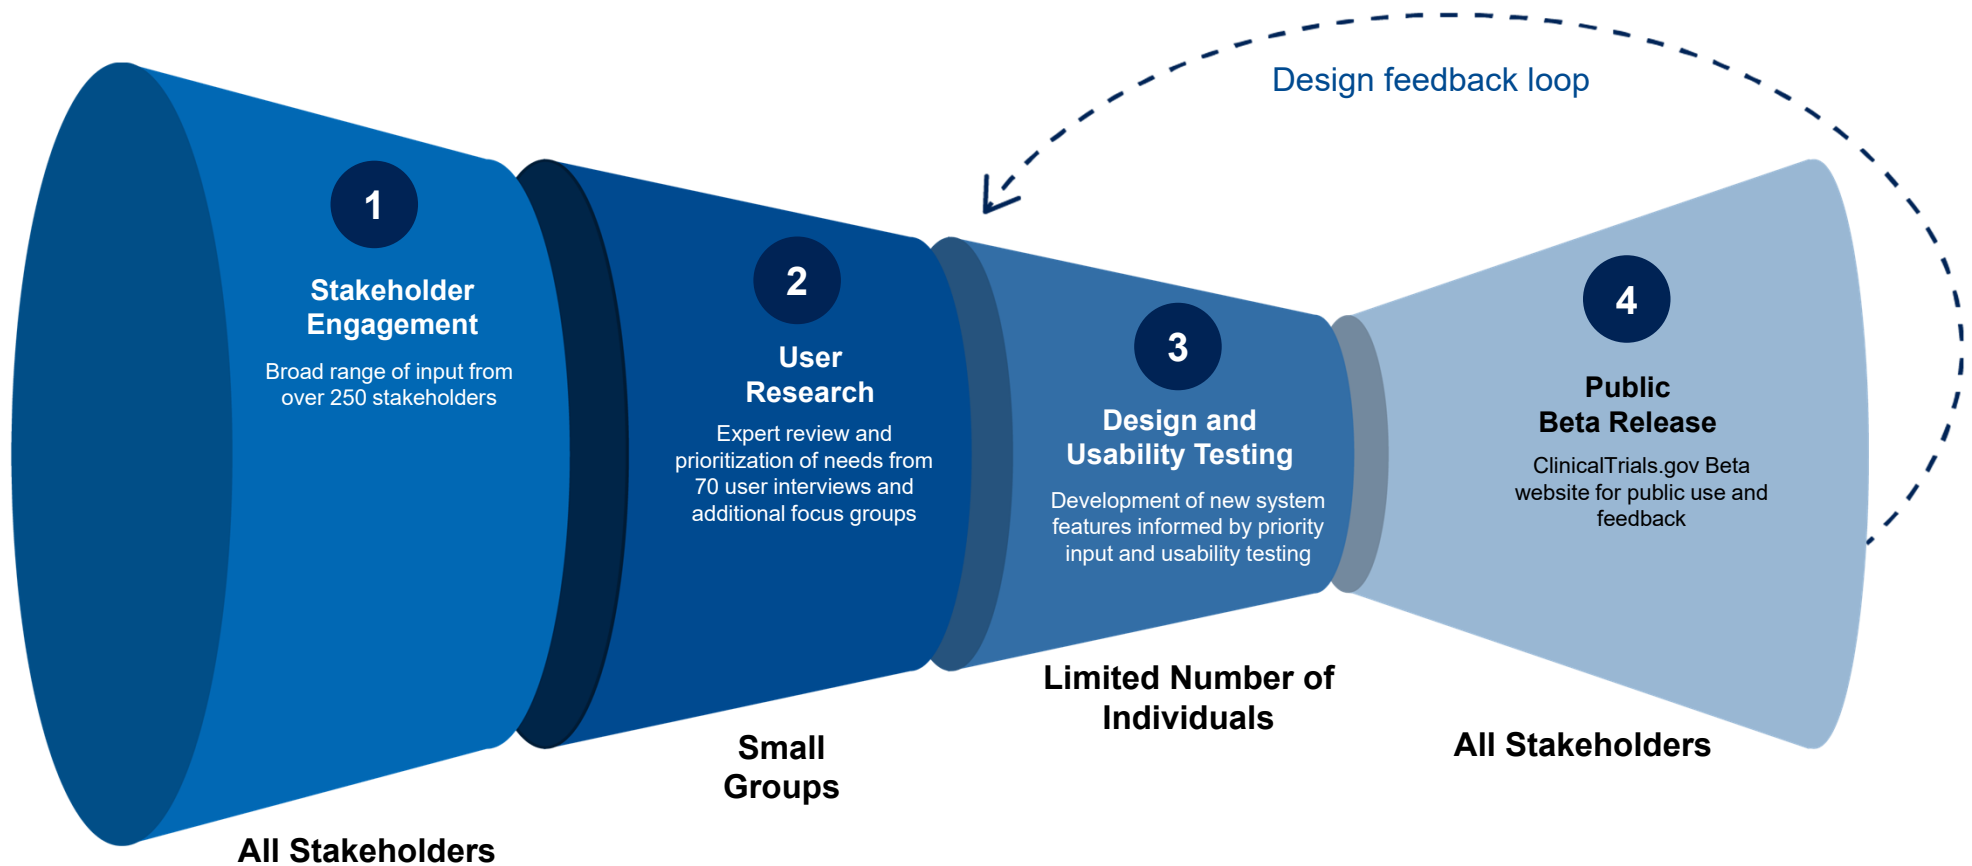 Design feedback loop
1
Stakeholder
Engagement
Broad range of input from
over 250 stakeholders
All Stakeholders
2
User
Research
Expert review and
prioritization of needs from
70 user interviews and
additional focus groups
Small
Groups
3
Design and
Usability Testing
Development of new system
features informed by priority
input and usability testing
Limited Number of
Individuals
4
Public
Beta Release
ClinicalTrials.gov Beta
website for public use and
feedback
All Stakeholders